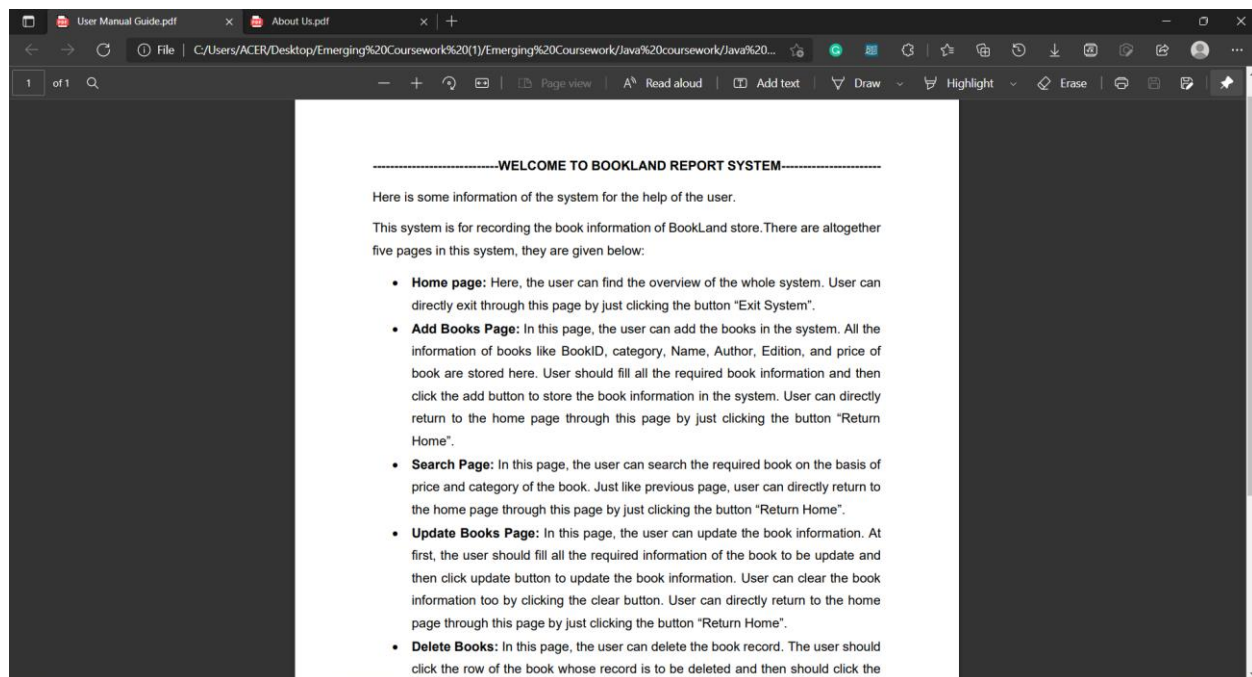 User Manual Guide.pdf
About Us.pdf
File
C:/Users/ACER/Desktop/Emerging%20Coursework%20(1)/Emerging%20Coursework/Java%20coursework/Java%20...
1 of 1
Page view
Read aloud
Add text
Draw
Highlight
Erase
-----------------------------WELCOME TO BOOKLAND REPORT SYSTEM-----------------------
Here is some information of the system for the help of the user.
This system is for recording the book information of BookLand store.There are altogether
five pages in this system, they are given below:
• Home page: Here, the user can find the overview of the whole system. User can
directly exit through this page by just clicking the button “Exit System”.
• Add Books Page: In this page, the user can add the books in the system. All the
information of books like BookID, category, Name, Author, Edition, and price of
book are stored here. User should fill all the required book information and then
click the add button to store the book information in the system. User can directly
return to the home page through this page by just clicking the button “Return
Home”.
• Search Page: In this page, the user can search the required book on the basis of
price and category of the book. Just like previous page, user can directly return to
the home page through this page by just clicking the button “Return Home”.
• Update Books Page: In this page, the user can update the book information. At
first, the user should fill all the required information of the book to be update and
then click update button to update the book information. User can clear the book
information too by clicking the clear button. User can directly return to the home
page through this page by just clicking the button “Return Home”.
• Delete Books: In this page, the user can delete the book record. The user should
click the row of the book whose record is to be deleted and then should click the